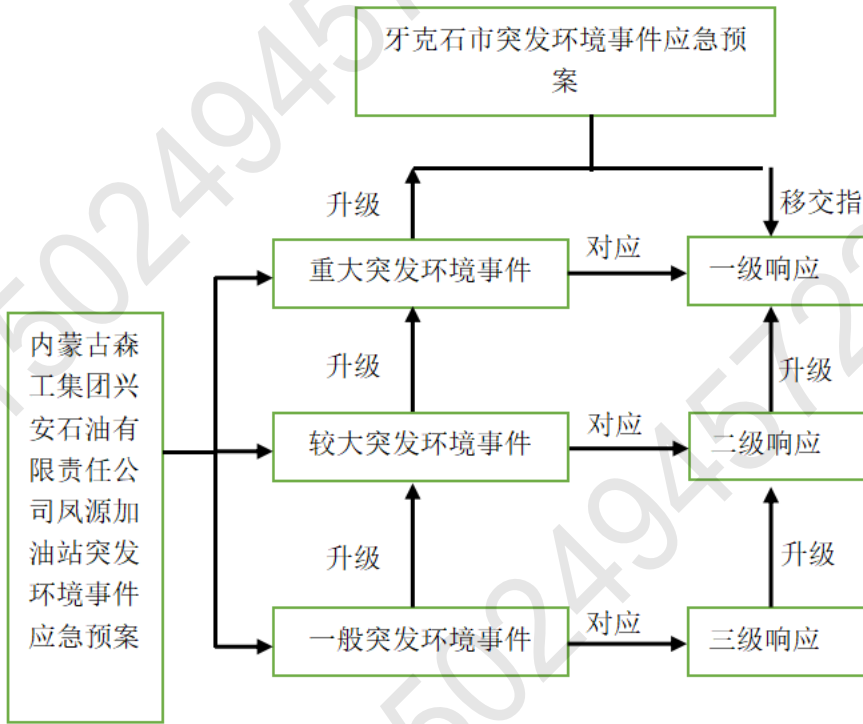 牙克石市突发环境事件应急预
案
升级
移交指
重大突发环境事件
对应
一级响应
内蒙古森
工集团兴
安石油有
限责任公
司凤源加
油站突发
环境事件
应急预案
升级
升级
较大突发环境事件
对应
二级响应
升级
升级
一般突发环境事件
对应
三级响应